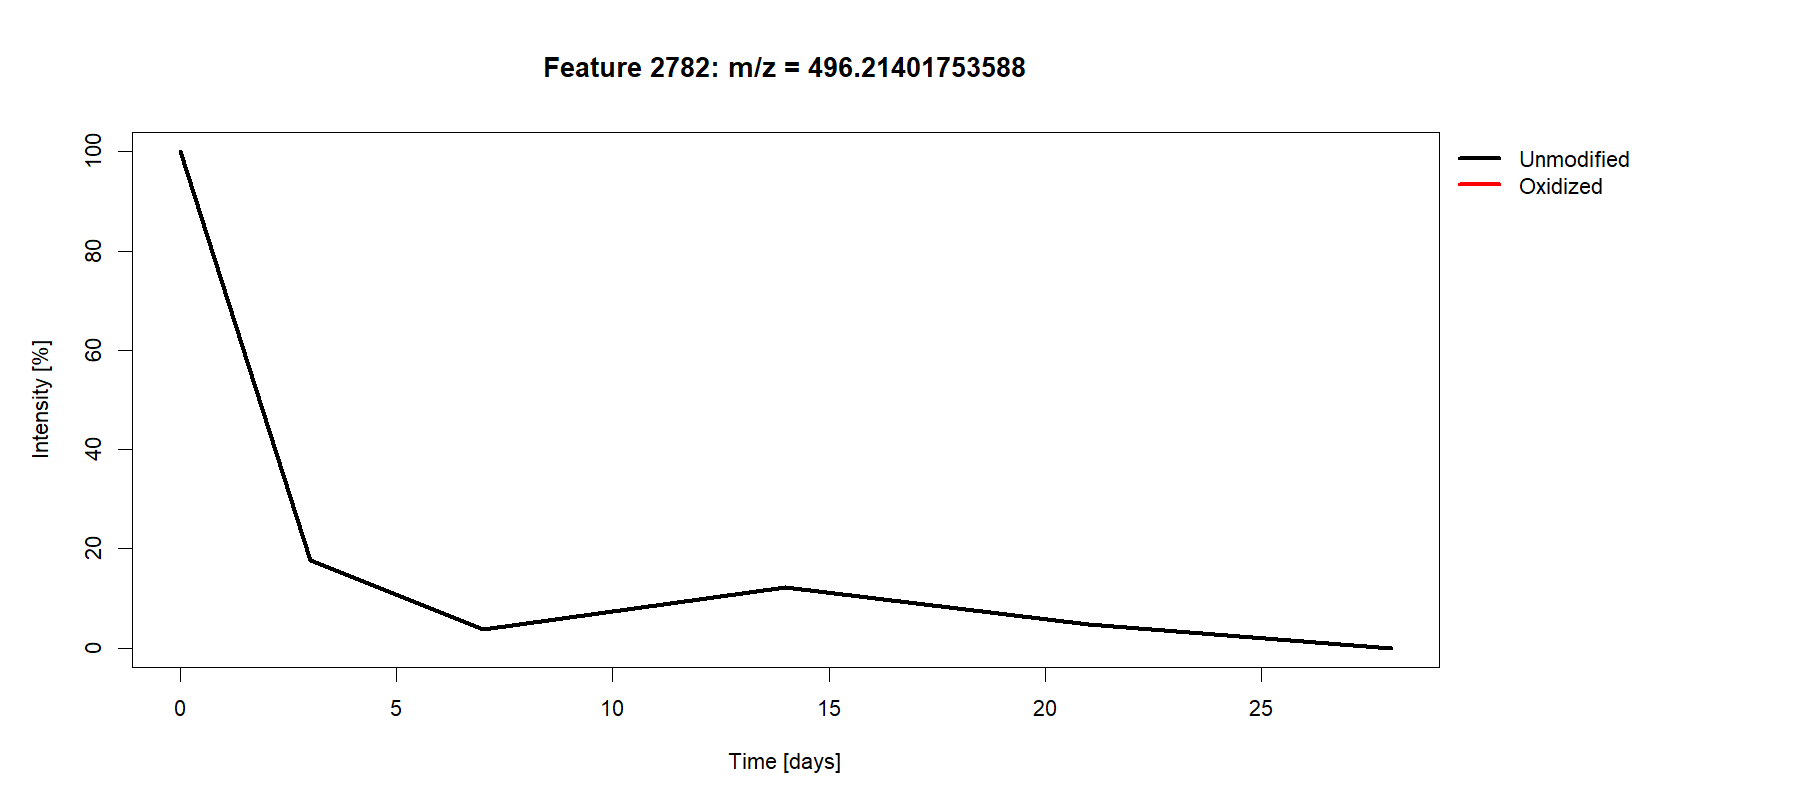 Feature 2782: m/z = 496.21401753588
Unmodified
Oxidized
Intensity [%]
100
80
60
40
20
0
0 5 10 15 20 25
Time [days]